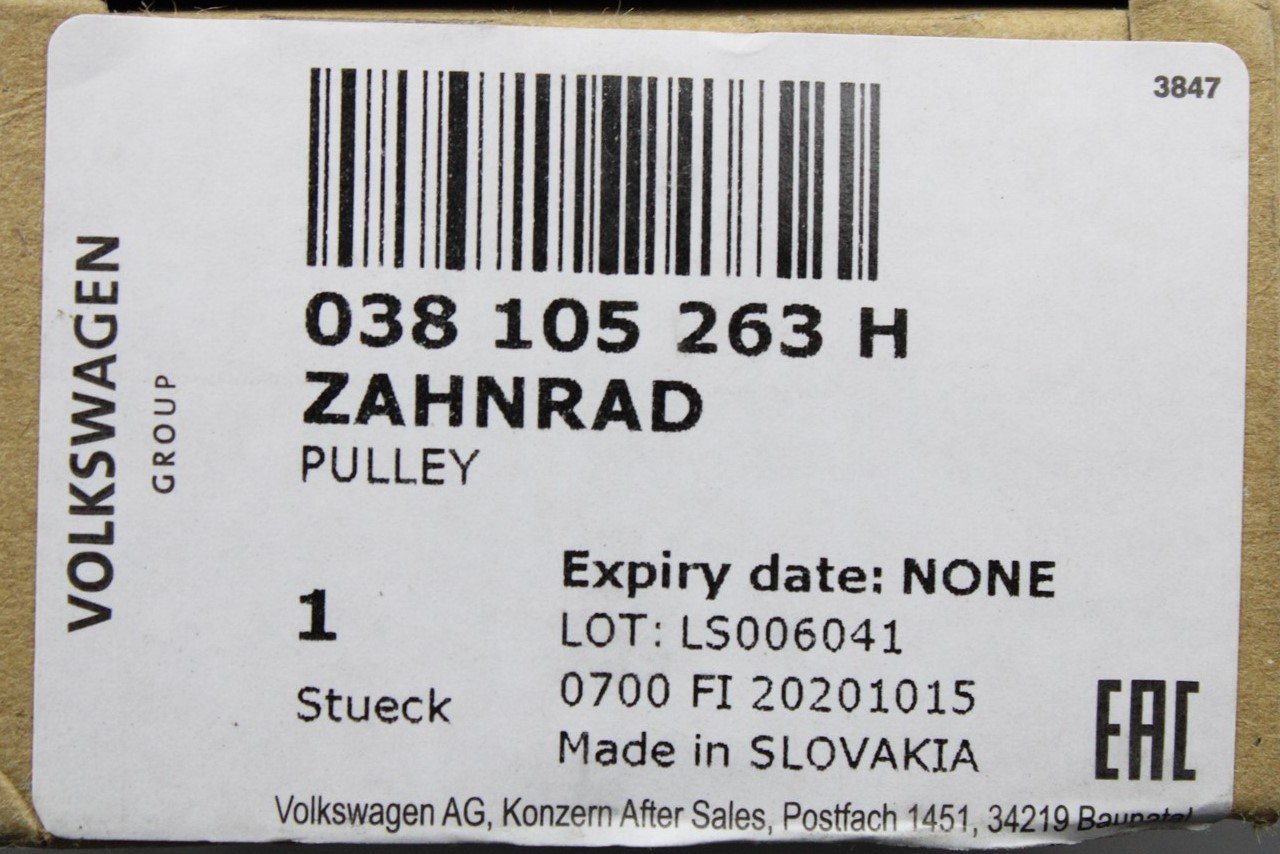 3847
VOLKSWAGEN
GROUP
038 105 263 H
ZAHNRAD
PULLEY
1
Stueck
Expiry date: NONE
LOT: LS006041
0700 FI 20201015
Made in SLOVAKIA
EAC
Volkswagen AG, Konzern After Sales, Postfach 1451, 34219 Baunatal